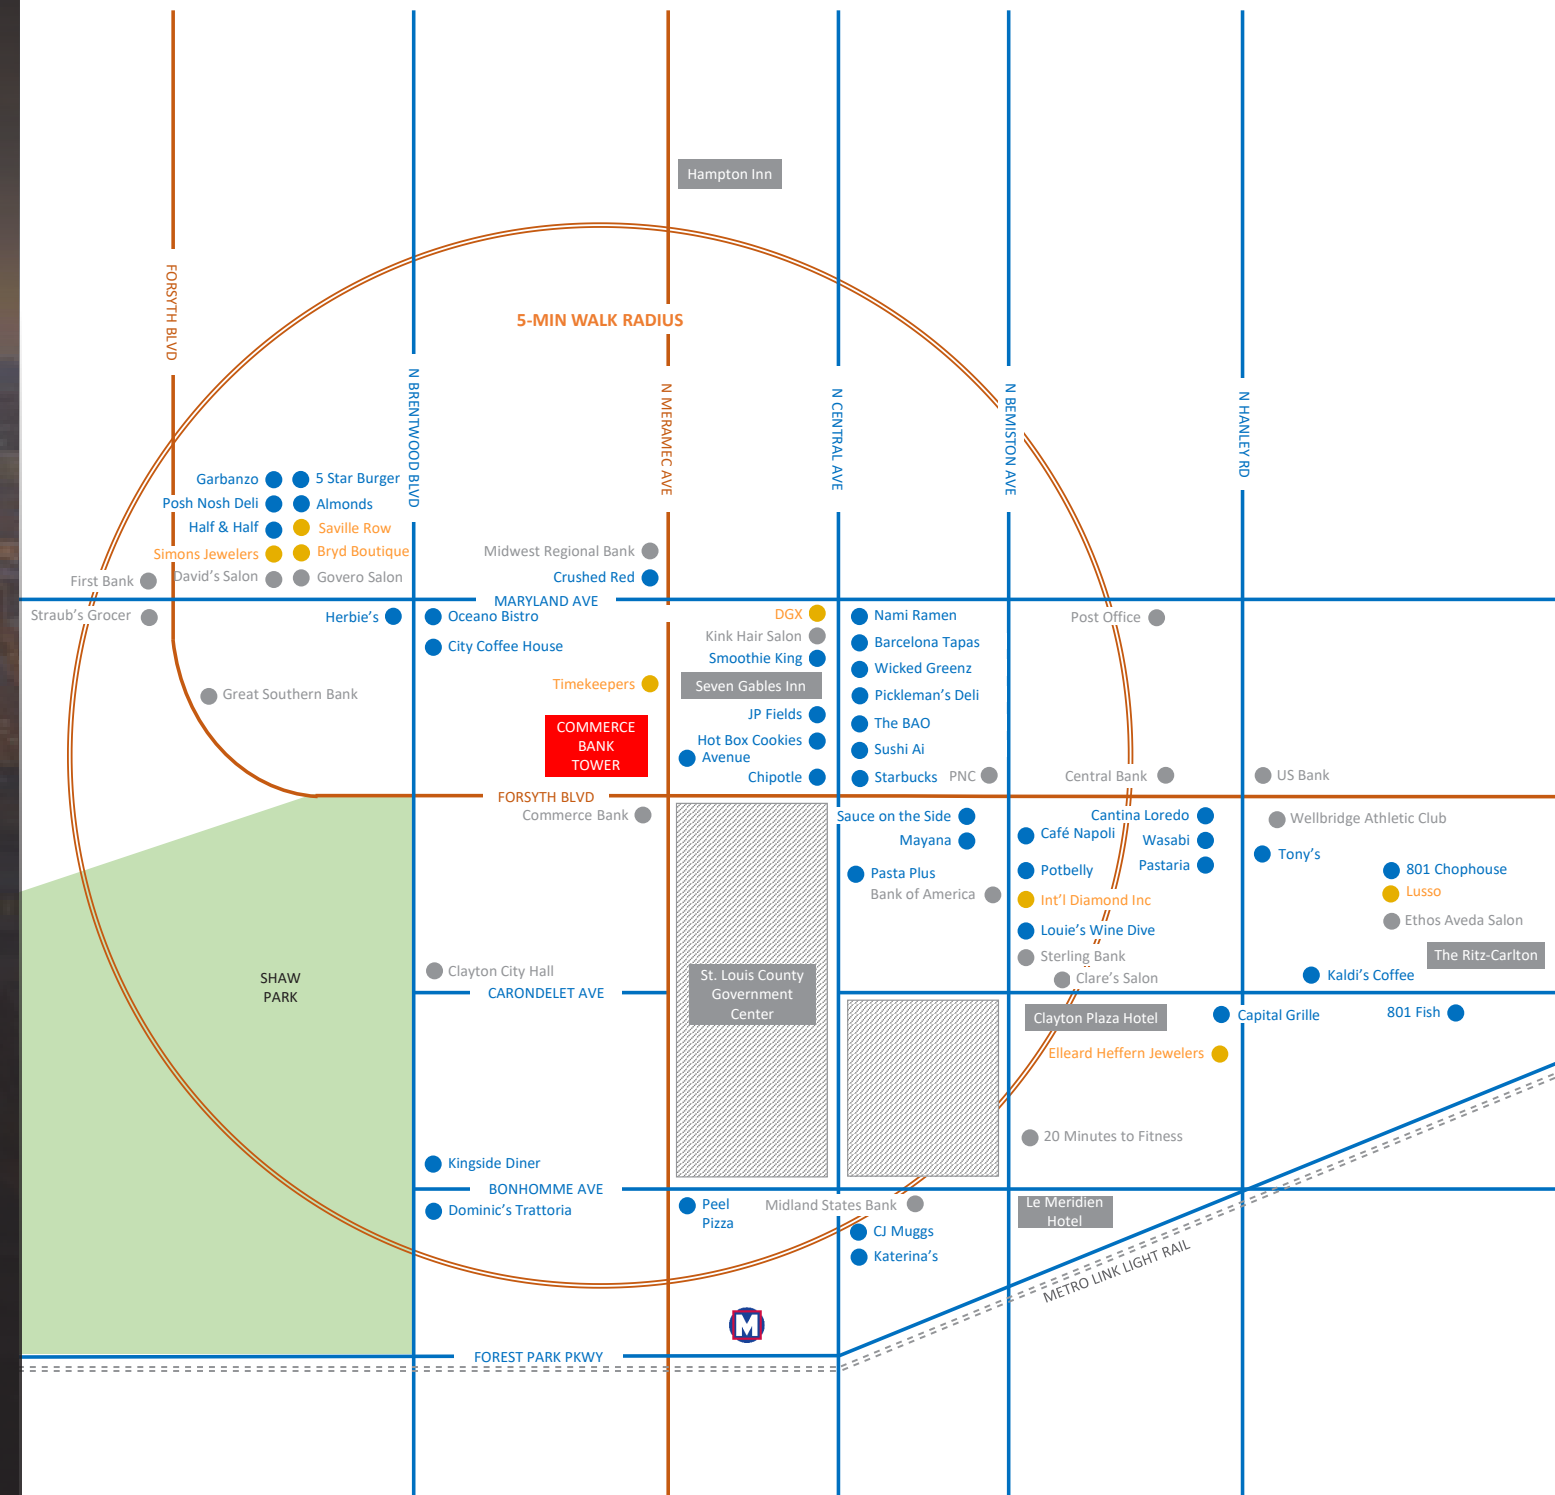 Hampton Inn
5-MIN WALK RADIUS
FORSYTH BLVD
N BRENTWOOD BLVD
N MERAMEC AVE
N CENTRAL AVE
N BEMISTON AVE
N HANLEY RD
Garbanzo
5 Star Burger
Posh Nosh Deli
Almonds
Half & Half
Saville Row
Simons Jewelers
Bryd Boutique
First Bank
David's Salon
Govero Salon
Midwest Regional Bank
Crushed Red
MARYLAND AVE
Straub's Grocer
Herbie's
Oceano Bistro
City Coffee House
DGX
Kink Hair Salon
Smoothie King
Nami Ramen
Barcelona Tapas
Wicked Greenz
Post Office
Great Southern Bank
Timekeepers
Seven Gables Inn
Pickleman's Deli
COMMERCE
BANK
TOWER
JP Fields
The BAO
Hot Box Cookies
Avenue
Sushi Ai
Chipotle
Starbucks
PNC
Central Bank
US Bank
FORSYTH BLVD
Commerce Bank
Sauce on the Side
Mayana
Cantina Loredo
Café Napoli
Wasabi
Wellbridge Athletic Club
Pasta Plus
Bank of America
Potbelly
Pastaria
Tony's
801 Chophouse
Lusso
Int'l Diamond Inc
Louie's Wine Dive
Ethos Aveda Salon
Sterling Bank
The Ritz-Carlton
SHAW
PARK
Clayton City Hall
St. Louis County
Government
Center
Clare's Salon
Kaldi's Coffee
CARONDELET AVE
Clayton Plaza Hotel
Capital Grille
801 Fish
Elleard Heffern Jewelers
20 Minutes to Fitness
Kingside Diner
BONHOMME AVE
Dominic's Trattoria
Peel
Pizza
Midland States Bank
Le Meridien
Hotel
CJ Muggs
Katerina's
METRO LINK LIGHT RAIL
M
FOREST PARK PKWY